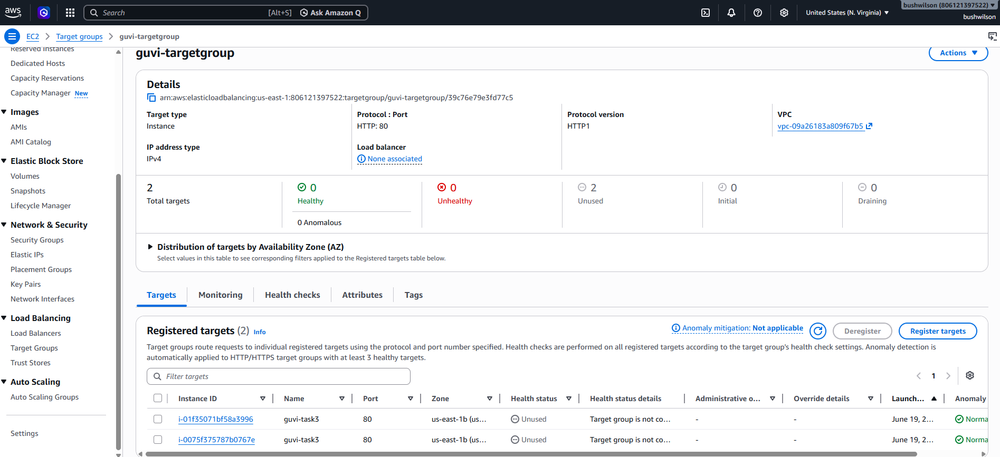 aws
Search [Alt+S] Ask Amazon Q
United States (N. Virginia)
bushwilson (806121397522)
bushwilson
EC2 > Target groups > guvi-targetgroup
Reserved Instances
Dedicated Hosts
Capacity Reservations
Capacity Manager New
Images
AMIs
AMI Catalog
Elastic Block Store
Volumes
Snapshots
Lifecycle Manager
Network & Security
Security Groups
Elastic IPs
Placement Groups
Key Pairs
Network Interfaces
Load Balancing
Load Balancers
Target Groups
Trust Stores
Auto Scaling
Auto Scaling Groups
Settings
guvi-targetgroup
Actions
Details
arn:aws:elasticloadbalancing:us-east-1:806121397522:targetgroup/guvi-targetgroup/39c76e79e3fd77c5
Target type
Instance
Protocol : Port
HTTP: 80
Protocol version
HTTP1
VPC
vpc-09a26183a809f67b5
IP address type
IPv4
Load balancer
None associated
2
Total targets
0
Healthy
0 Anomalous
0
Unhealthy
2
Unused
0
Initial
0
Draining
Distribution of targets by Availability Zone (AZ)
Select values in this table to see corresponding filters applied to the Registered targets table below.
Targets Monitoring Health checks Attributes Tags
Registered targets (2) Info
Anomaly mitigation: Not applicable
Deregister
Register targets
Target groups route requests to individual registered targets using the protocol and port number specified. Health checks are performed on all registered targets according to the target group's health check settings. Anomaly detection is
automatically applied to HTTP/HTTPS target groups with at least 3 healthy targets.
Filter targets
1
Instance ID Name Port Zone Health status Health status details Administrative o... Override details Launch... Anomaly
i-01f35071bf58a3996 guvi-task3 80 us-east-1b (us... Unused Target group is not co... - - June 19, 2... Norma
i-0075f375787b0767e guvi-task3 80 us-east-1b (us... Unused Target group is not co... - - June 19, 2... Norma